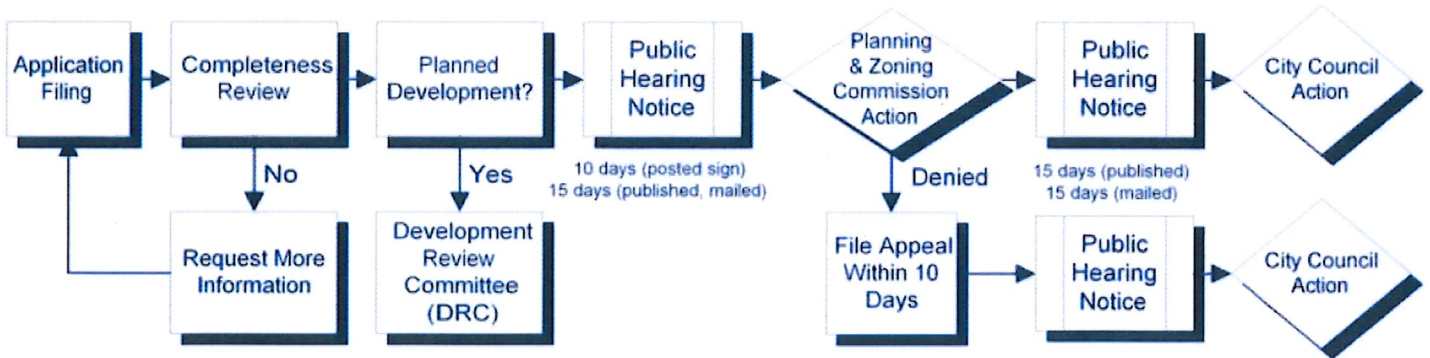 Application
Filing
Completeness
Review
Planned
Development?
Public
Hearing
Notice
Planning
& Zoning
Commission
Action
Public
Hearing
Notice
City Council
Action
10 days (posted sign)
15 days (published, mailed)
15 days (published)
15 days (mailed)
No
Yes
Denied
Request More
Information
Development
Review
Committee
(DRC)
File Appeal
Within 10
Days
Public
Hearing
Notice
City Council
Action